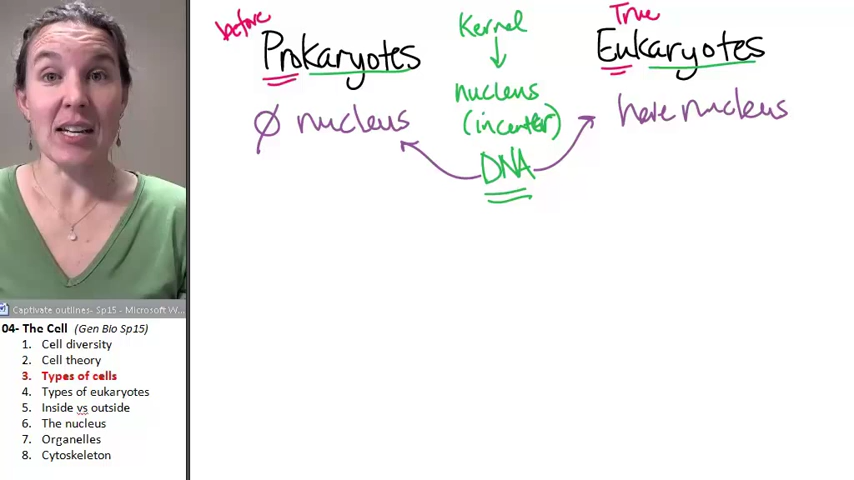 before
Prokaryotes
Ø nucleus
Kernel
↓
nucleus
(in center)
DNA
True
Eukaryotes
have nucleus
Captivate outlines- Sp15 - Microsoft W...
04- The Cell (Gen Bio Sp15)
1. Cell diversity
2. Cell theory
3. Types of cells
4. Types of eukaryotes
5. Inside vs outside
6. The nucleus
7. Organelles
8. Cytoskeleton